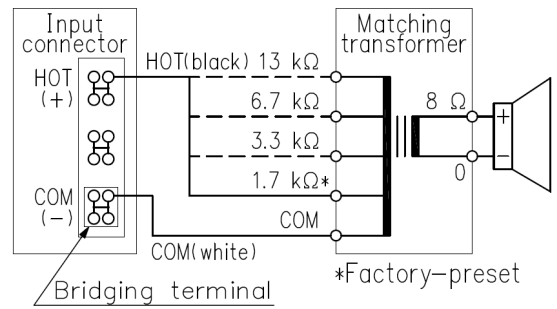 Input
connector
Matching
transformer
HOT
(+)
HOT(black) 13 kΩ
6.7 kΩ
8 Ω
+
3.3 kΩ
−
0
1.7 kΩ*
COM
(−)
COM
COM(white)
*Factory-preset
Bridging terminal